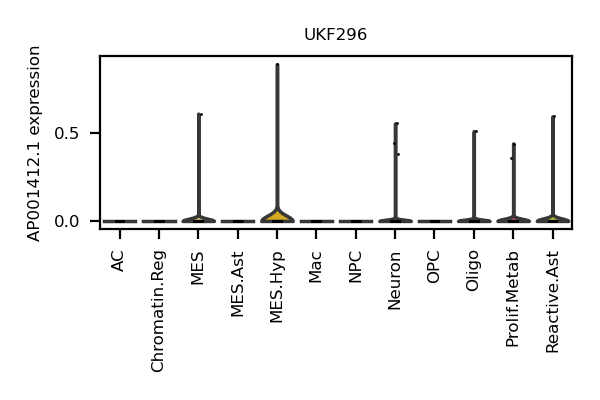 UKF296
AP001412.1 expression
0.5
0.0
AC
Chromatin.Reg
MES
MES.Ast
MES.Hyp
Mac
NPC
Neuron
OPC
Oligo
Prolif.Metab
Reactive.Ast